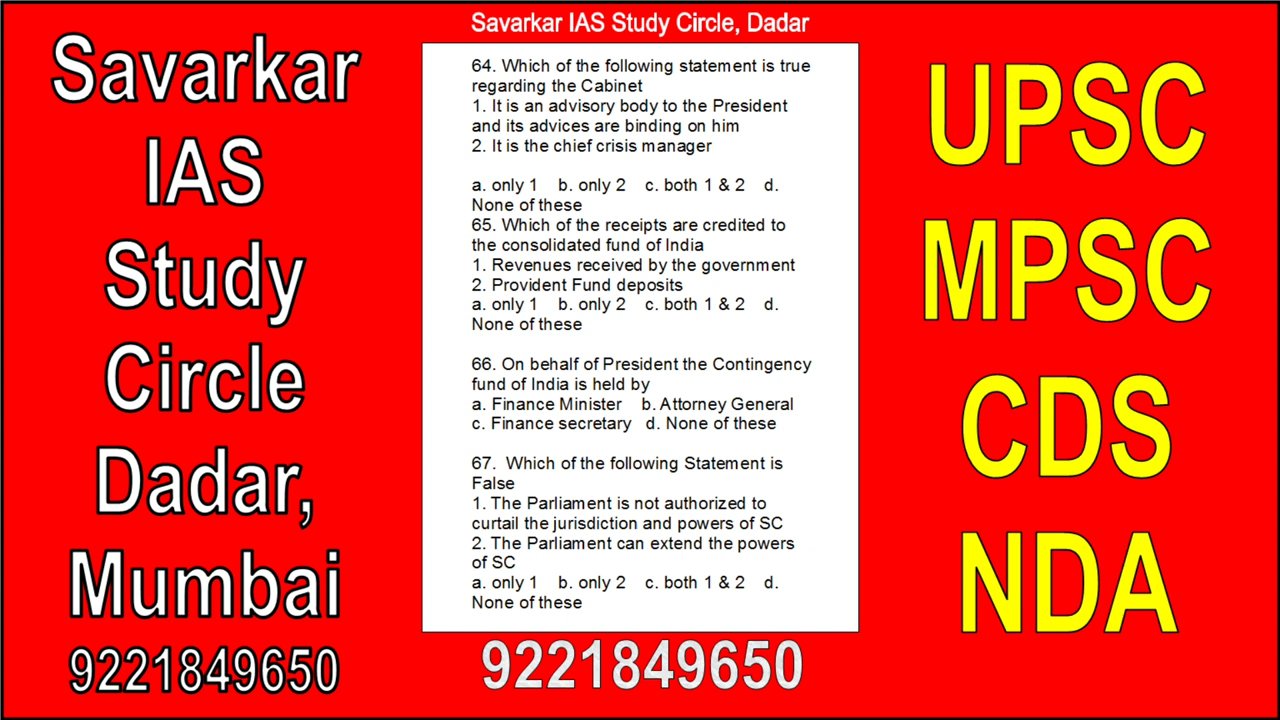 Savarkar
IAS
Study
Circle
Dadar,
Mumbai
9221849650
Savarkar IAS Study Circle, Dadar
64. Which of the following statement is true
regarding the Cabinet
1. It is an advisory body to the President
and its advices are binding on him
2. It is the chief crisis manager
a. only 1 b. only 2 c. both 1 & 2 d.
None of these
65. Which of the receipts are credited to
the consolidated fund of India
1. Revenues received by the government
2. Provident Fund deposits
a. only 1 b. only 2 c. both 1 & 2 d.
None of these
66. On behalf of President the Contingency
fund of India is held by
a. Finance Minister b. Attorney General
c. Finance secretary d. None of these
67. Which of the following Statement is
False
1. The Parliament is not authorized to
curtail the jurisdiction and powers of SC
2. The Parliament can extend the powers
of SC
a. only 1 b. only 2 c. both 1 & 2 d.
None of these
9221849650
UPSC
MPSC
CDS
NDA